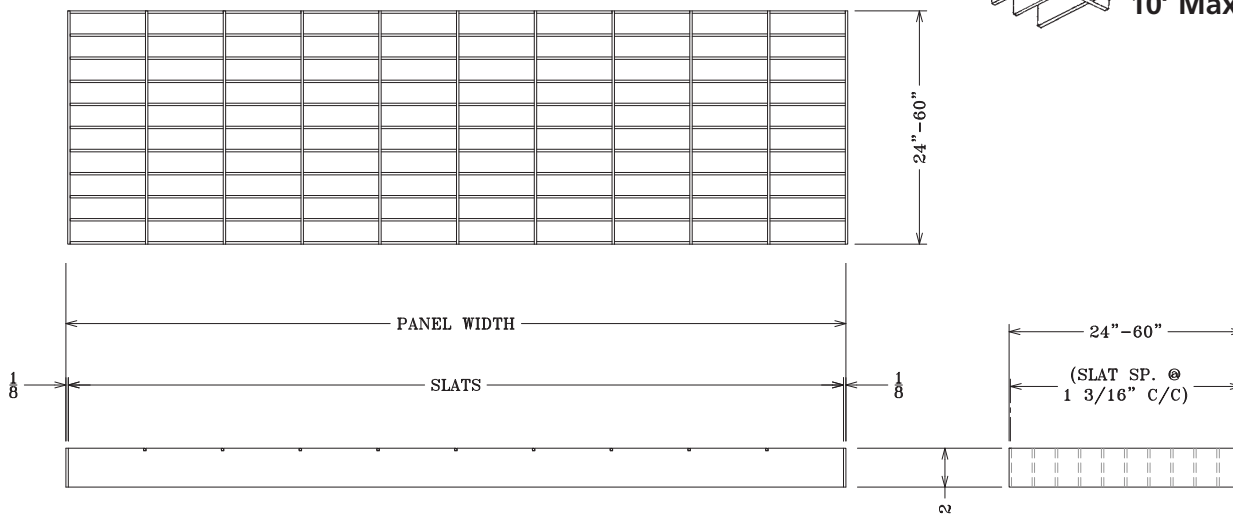 10' Max
24"-60"
PANEL WIDTH
24"-60"
1/8
SLATS
1/8
(SLAT SP. @
1 3/16" C/C)
2